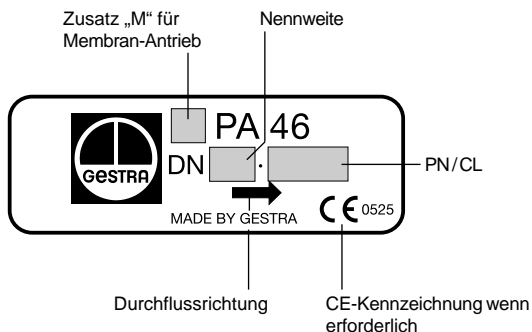 Zusatz „M“ für
Membran-Antrieb
Nennweite
GESTRA
PA 46
DN .
PN/CL
MADE BY GESTRA
CE 0525
Durchflussrichtung
CE-Kennzeichnung wenn
erforderlich